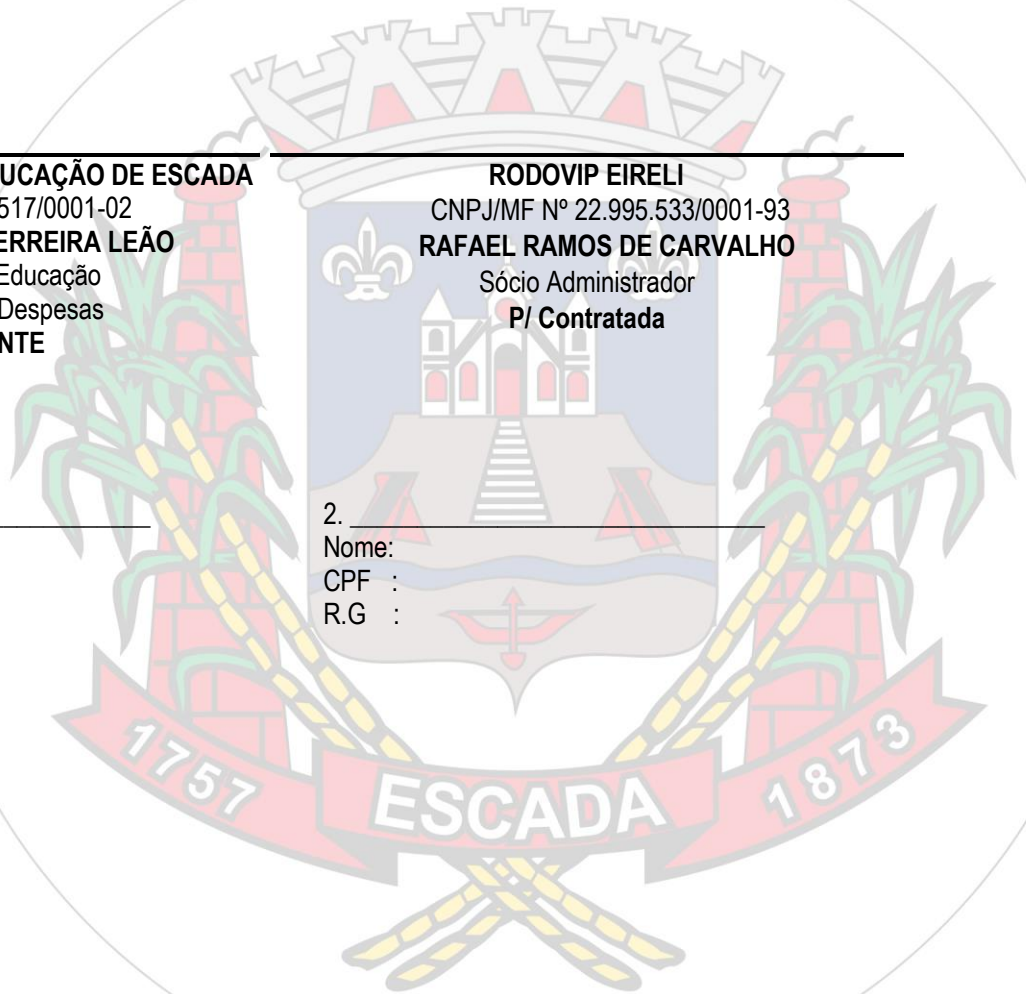 UCAÇÃO DE ESCADA
517/0001-02
ERREIRA LEÃO
Educação
Despesas
NTE
RODOVIP EIRELI
CNPJ/MF Nº 22.995.533/0001-93
RAFAEL RAMOS DE CARVALHO
Sócio Administrador
P/ Contratada
2. ______________________________
Nome:
CPF :
R.G :
1757
ESCADA
1873